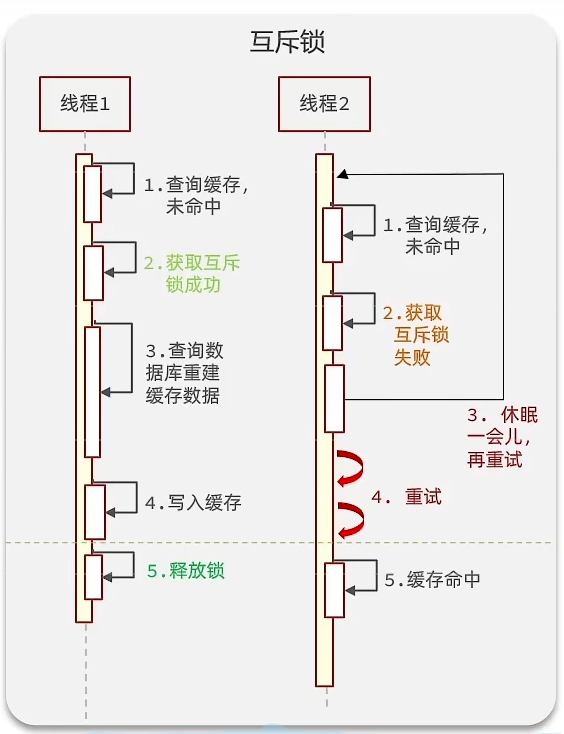 互斥锁
线程1
线程2
1.查询缓存，
未命中
2.获取互斥
锁成功
3.查询数
据库重建
缓存数据
4.写入缓存
5.释放锁
1.查询缓存，
未命中
2.获取
互斥锁
失败
3. 休眠
一会儿，
再重试
4. 重试
5.缓存命中